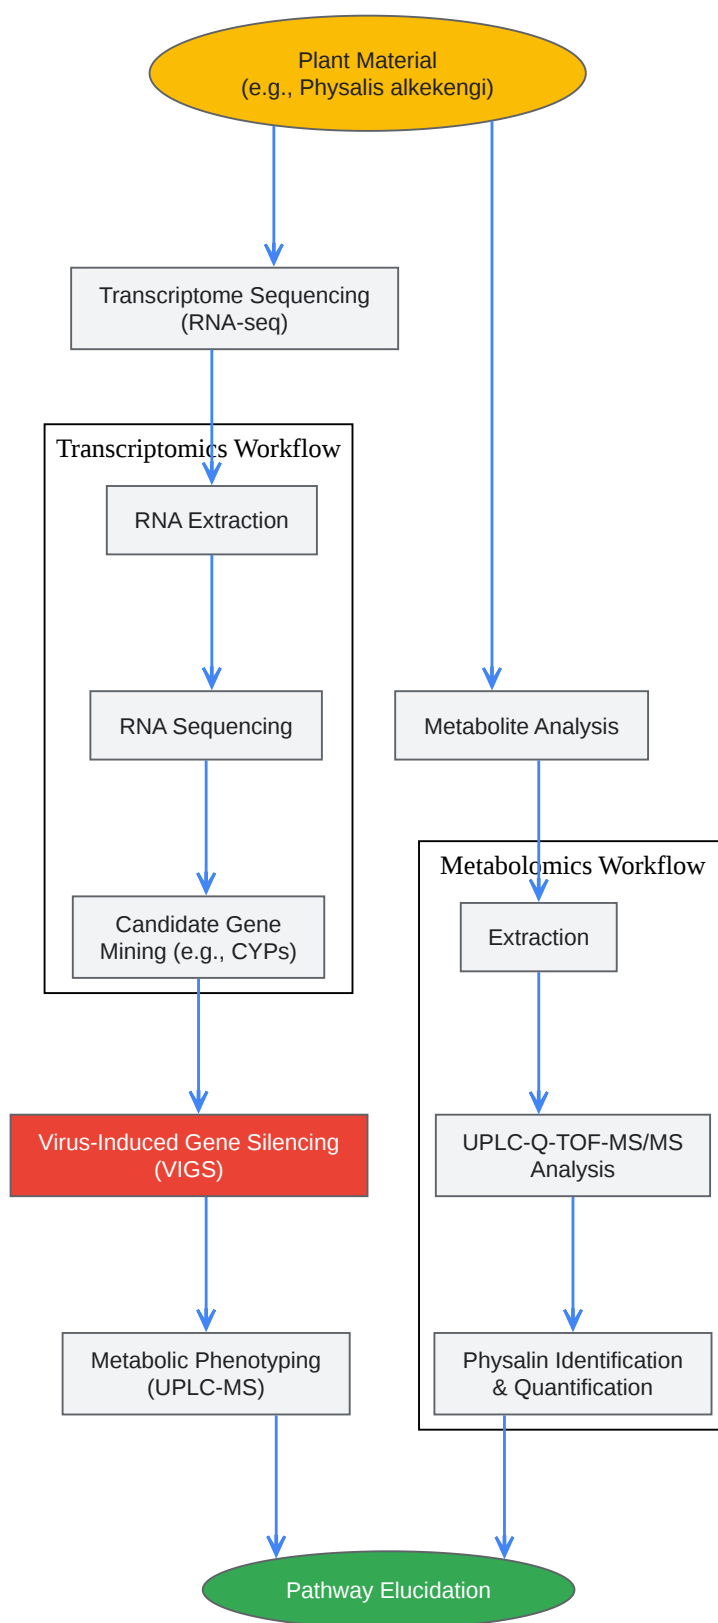 Plant Material
(e.g., Physalis alkekengi)
Transcriptome Sequencing
(RNA-seq)
Transcriptomics Workflow
RNA Extraction
RNA Sequencing
Metabolite Analysis
Metabolomics Workflow
Candidate Gene
Mining (e.g., CYPs)
Extraction
Virus-Induced Gene Silencing
(VIGS)
UPLC-Q-TOF-MS/MS
Analysis
Metabolic Phenotyping
(UPLC-MS)
Physalin Identification
& Quantification
Pathway Elucidation